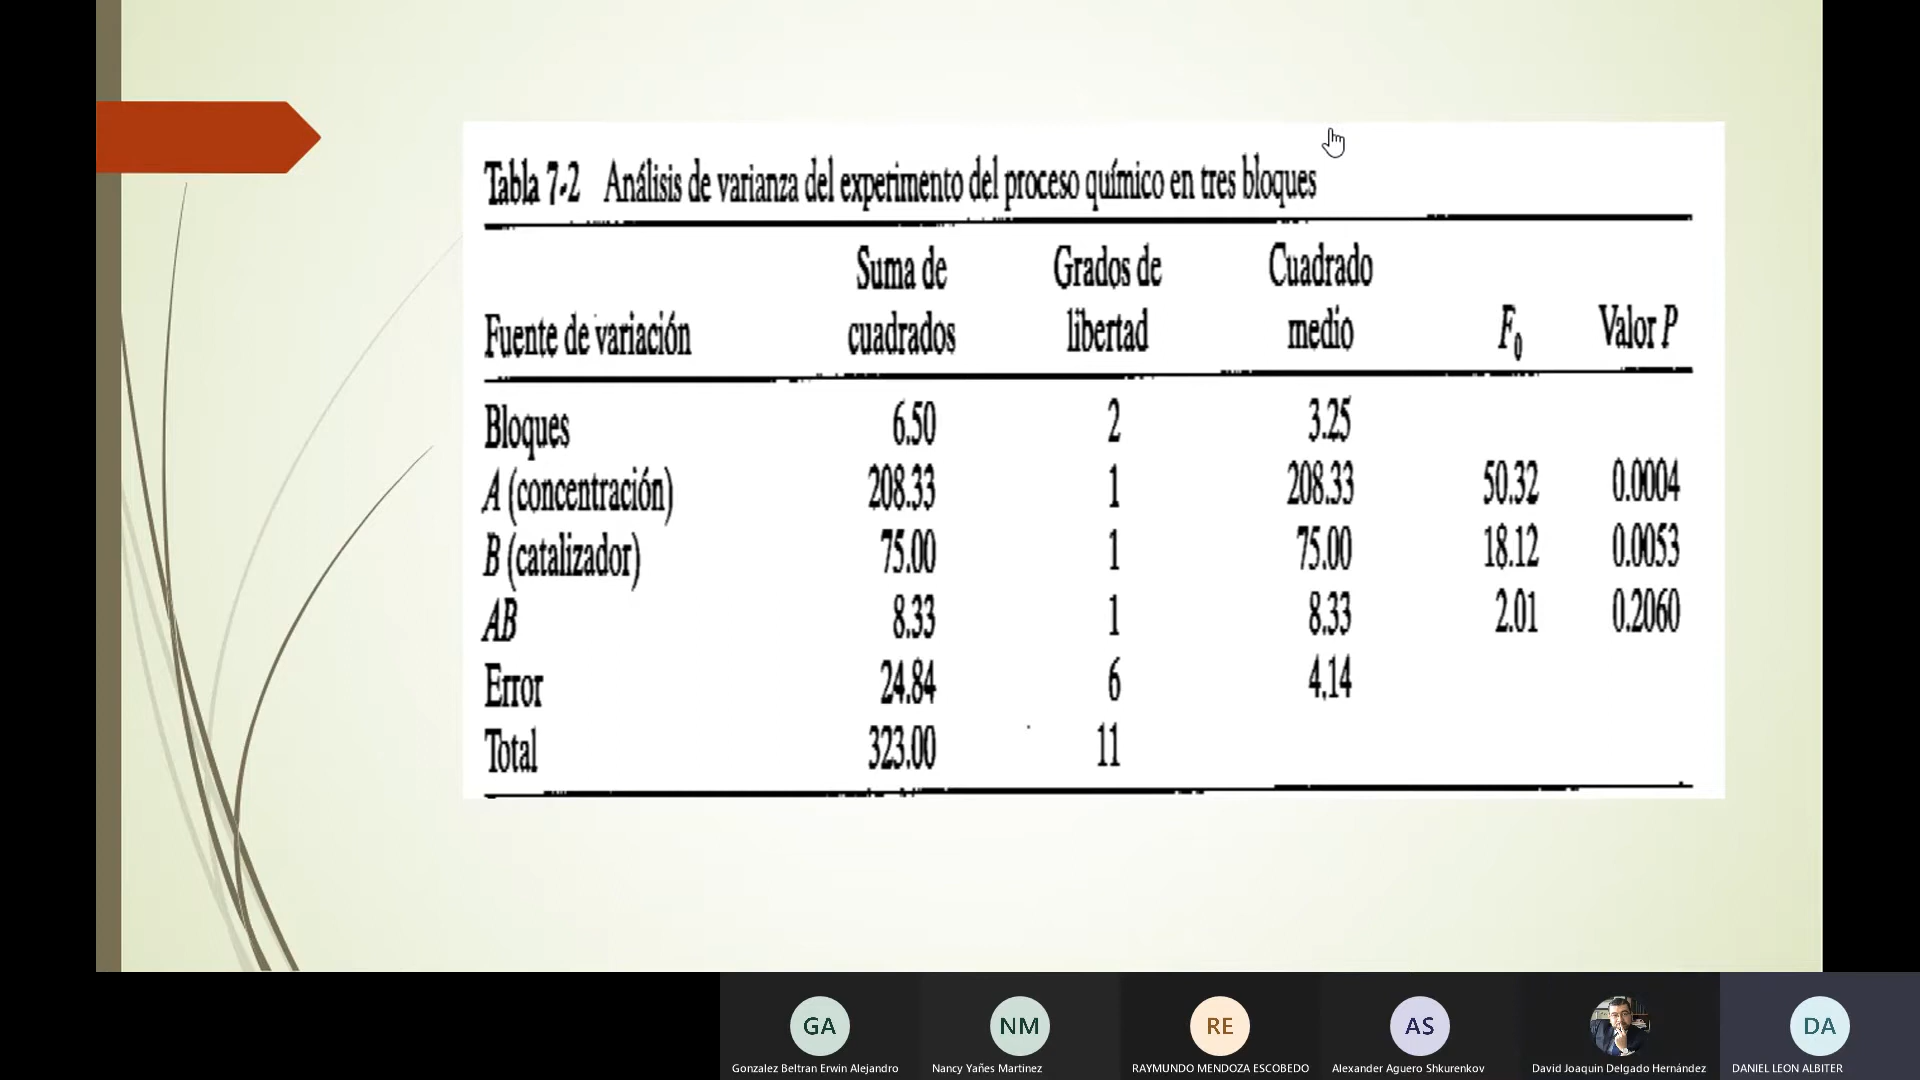 Tabla 7-2 Análisis de varianza del experimento del proceso químico en tres bloques
Suma de Grados de Cuadrado
Fuente de variación cuadrados libertad medio F0 Valor P
Bloques 6.50 2 3.25
A (concentración) 208.33 1 208.33 50.32 0.0004
B (catalizador) 75.00 1 75.00 18.12 0.0053
AB 8.33 1 8.33 2.01 0.2060
Error 24.84 6 4.14
Total 323.00 11
GA NM RE AS DA
Gonzalez Beltran Erwin Alejandro Nancy Yañes Martinez RAYMUNDO MENDOZA ESCOBEDO Alexander Aguero Shkurenkov David Joaquin Delgado Hernández DANIEL LEON ALBITER